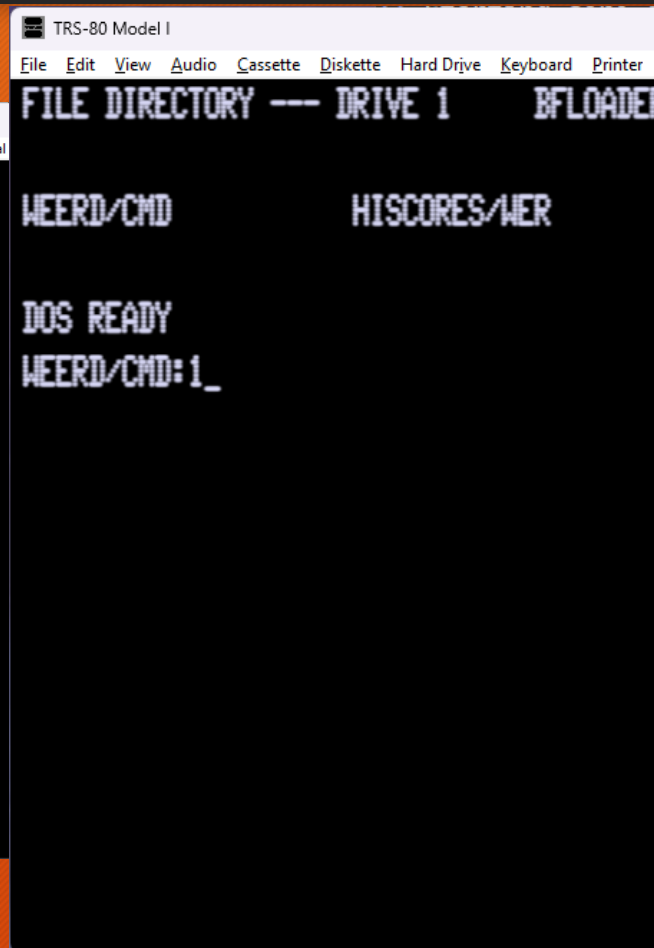 TRS-80 Model I
File Edit View Audio Cassette Diskette Hard Drive Keyboard Printer
FILE DIRECTORY --- DRIVE 1 BFLOADE
WEERD/CMD HISCORES/WER
DOS READY
WEERD/CMD:1_